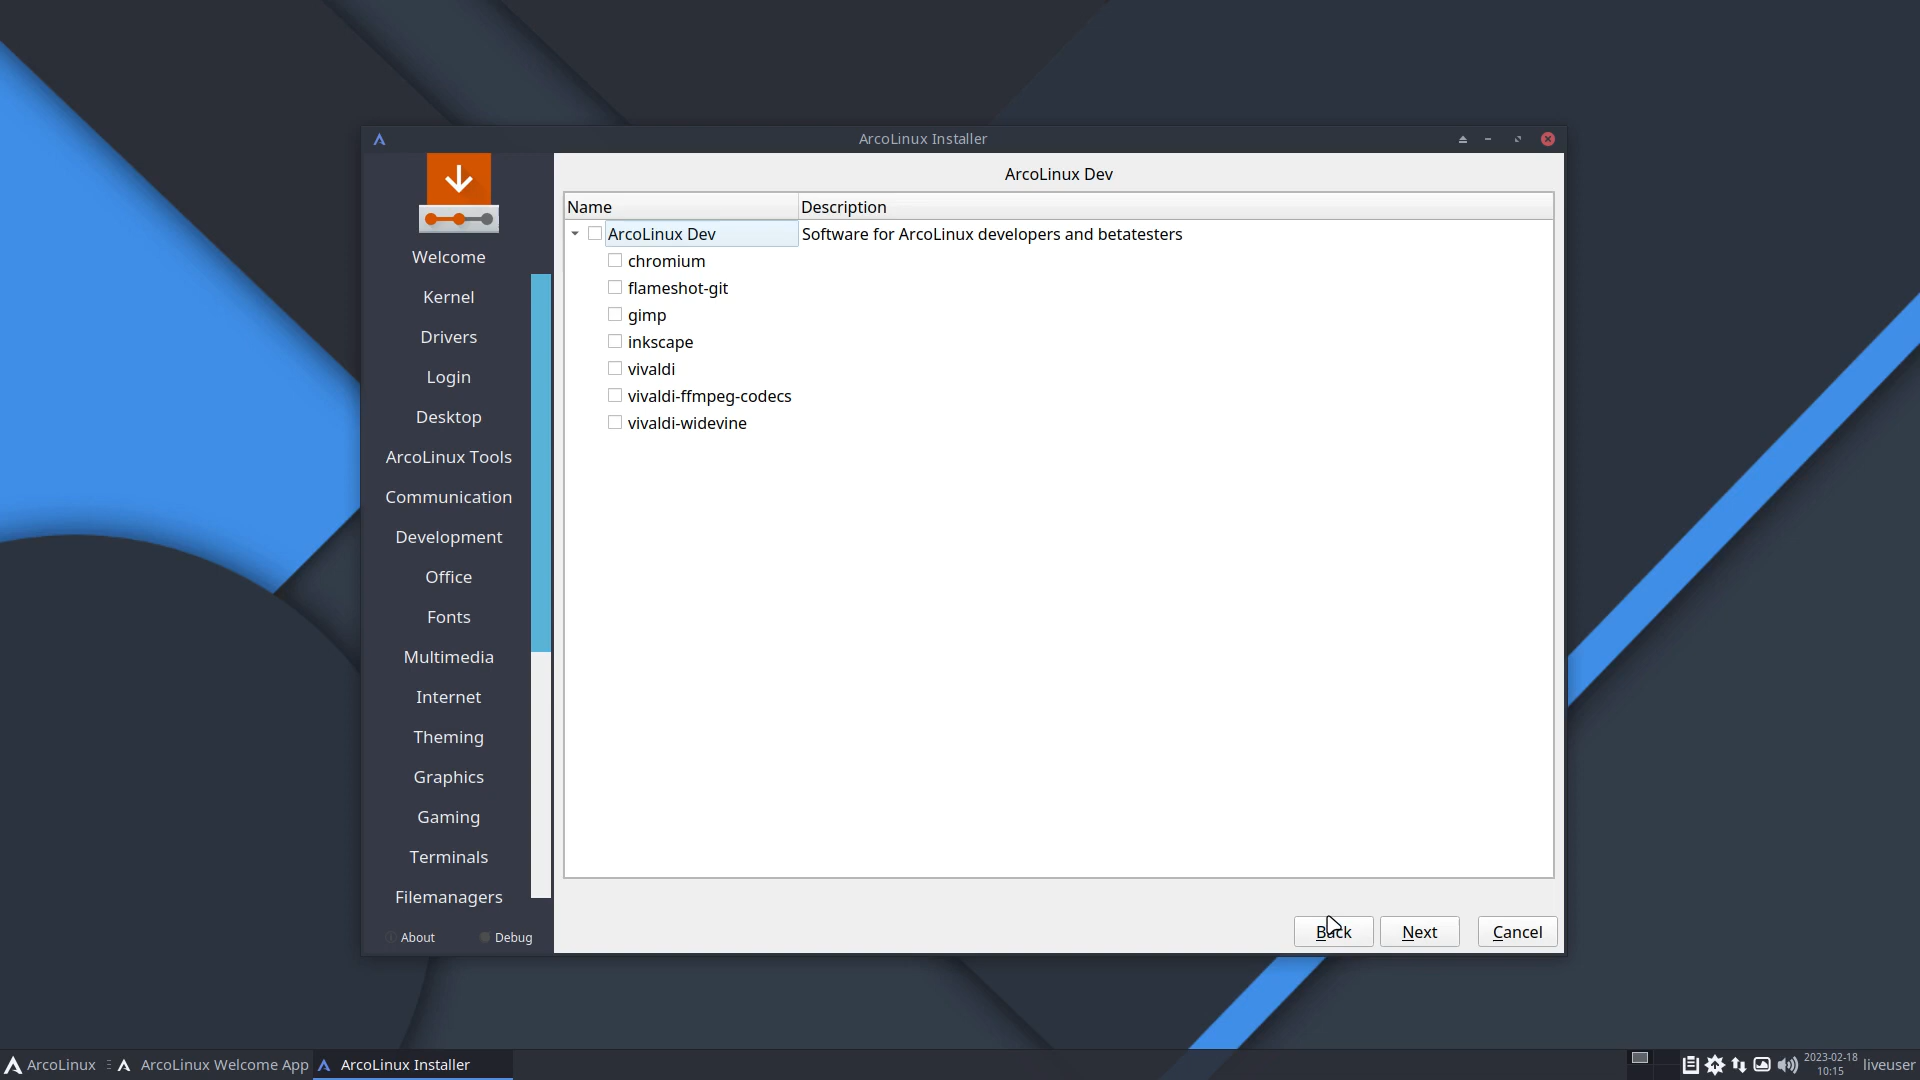 ArcoLinux Installer
ArcoLinux Dev
Name Description
ArcoLinux Dev Software for ArcoLinux developers and betatesters
chromium
flameshot-git
gimp
inkscape
vivaldi
vivaldi-ffmpeg-codecs
vivaldi-widevine
Welcome
Kernel
Drivers
Login
Desktop
ArcoLinux Tools
Communication
Development
Office
Fonts
Multimedia
Internet
Theming
Graphics
Gaming
Terminals
Filemanagers
About Debug
Back Next Cancel
ArcoLinux ArcoLinux Welcome App ArcoLinux Installer
2023-02-18
10:15
liveuser